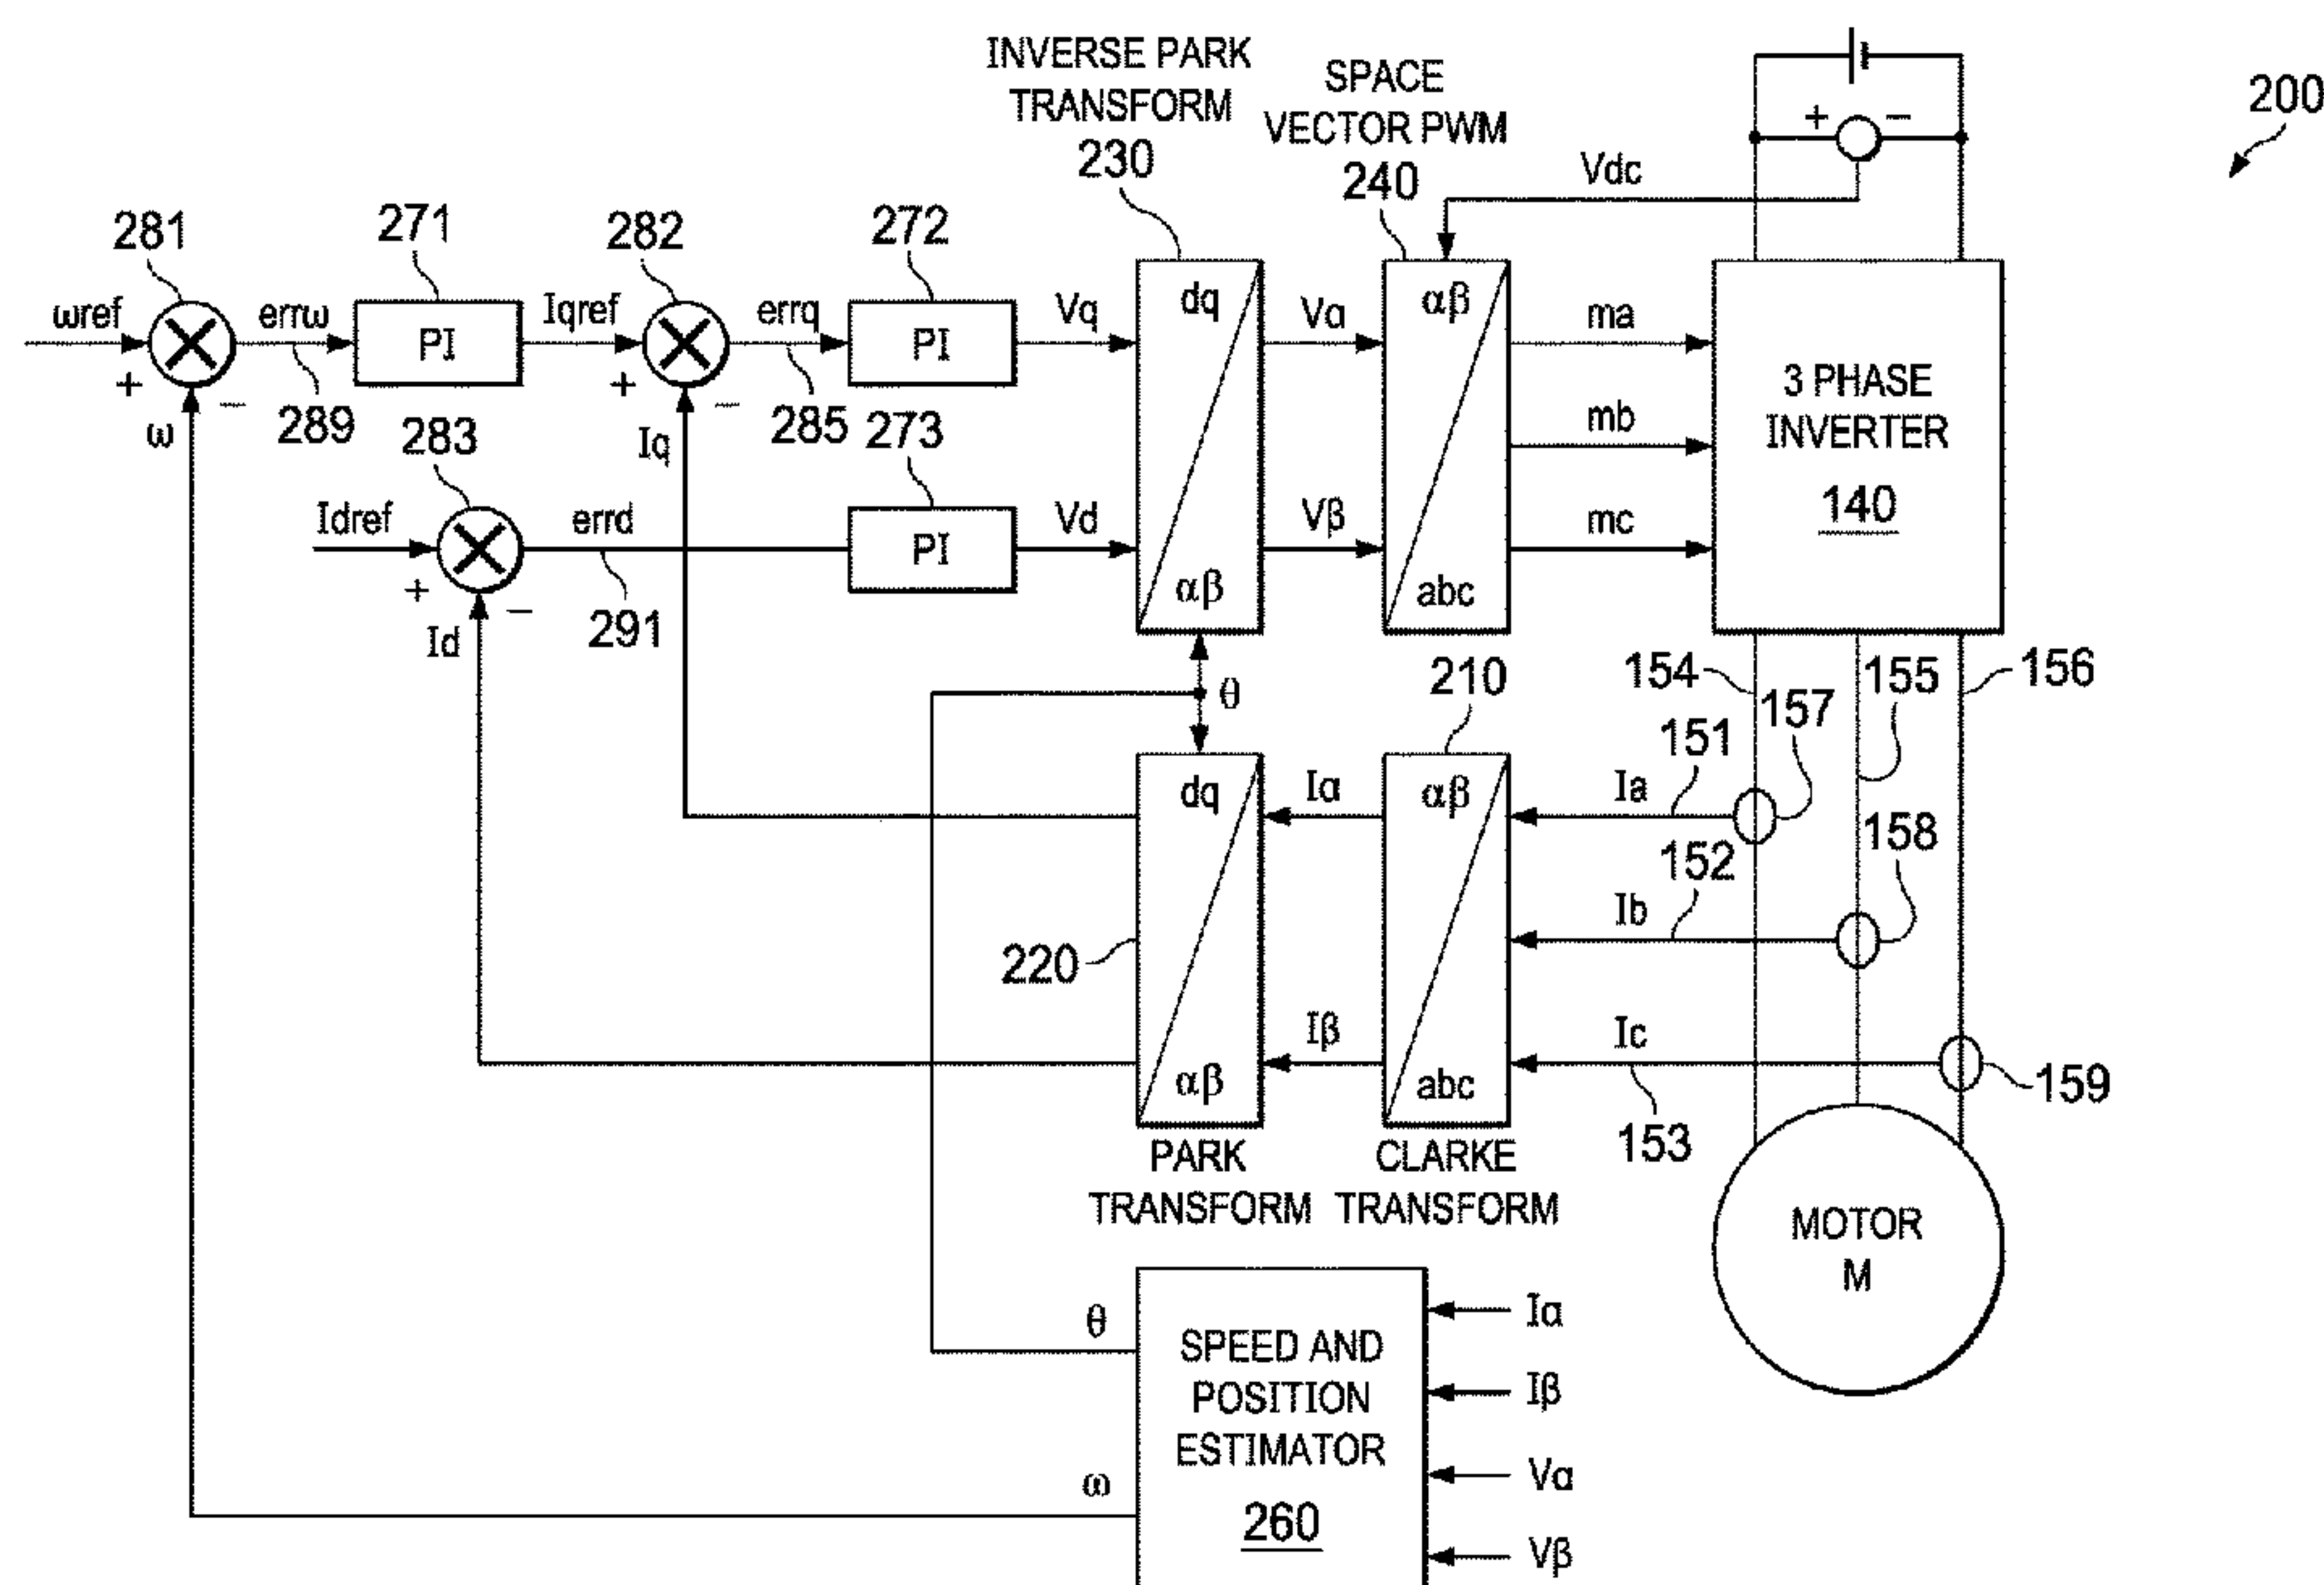 INVERSE PARK
TRANSFORM
230
SPACE
VECTOR PWM
240
Vdc
+
−
200
281
271
282
272
ωref
errω
PI
Iqref
errq
PI
Vq
dq
αβ
Vα
Vβ
αβ
abc
ma
mb
mc
3 PHASE
INVERTER
140
+
−
ω
289
283
+
−
Iq
285
273
Idref
errd
PI
Vd
+
−
Id
291
θ
210
154
155
156
157
151
Ia
158
152
Ib
Ic
153
159
dq
αβ
220
Iα
Iβ
αβ
abc
PARK
TRANSFORM
CLARKE
TRANSFORM
MOTOR
M
θ
ω
SPEED AND
POSITION
ESTIMATOR
260
Iα
Iβ
Vα
Vβ